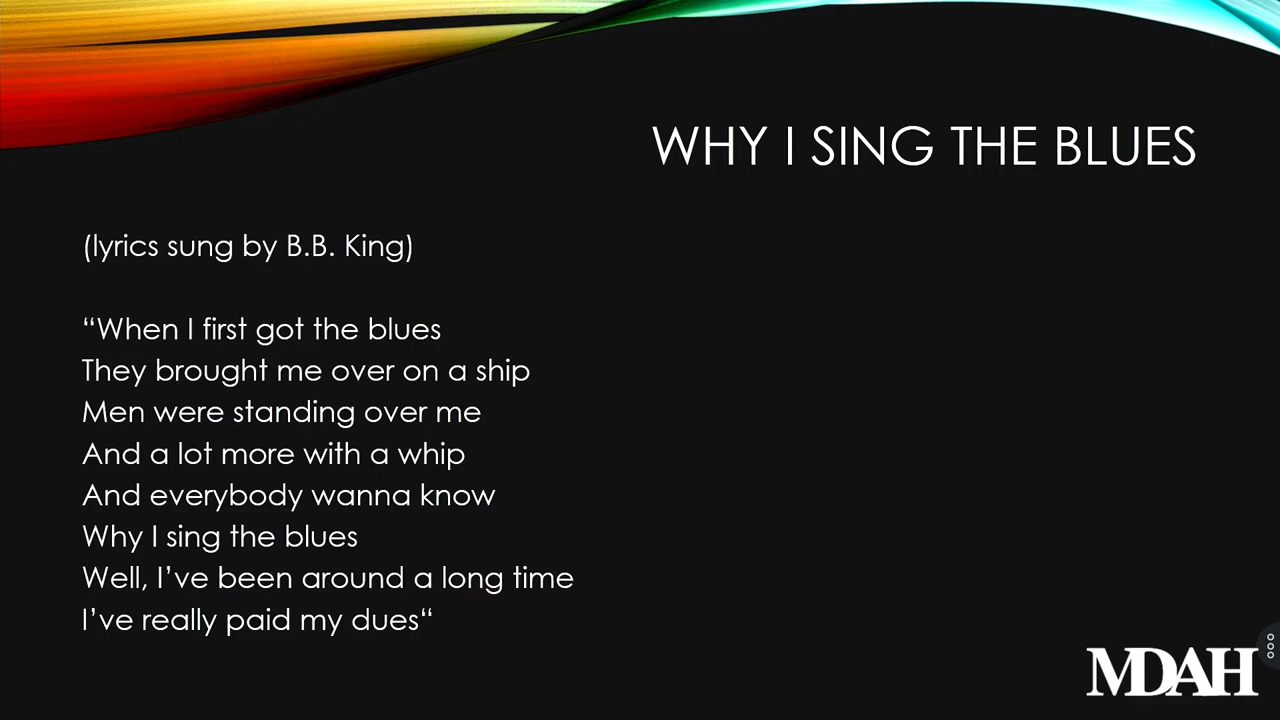 WHY I SING THE BLUES
(lyrics sung by B.B. King)
“When I first got the blues
They brought me over on a ship
Men were standing over me
And a lot more with a whip
And everybody wanna know
Why I sing the blues
Well, I’ve been around a long time
I’ve really paid my dues“
MDAH